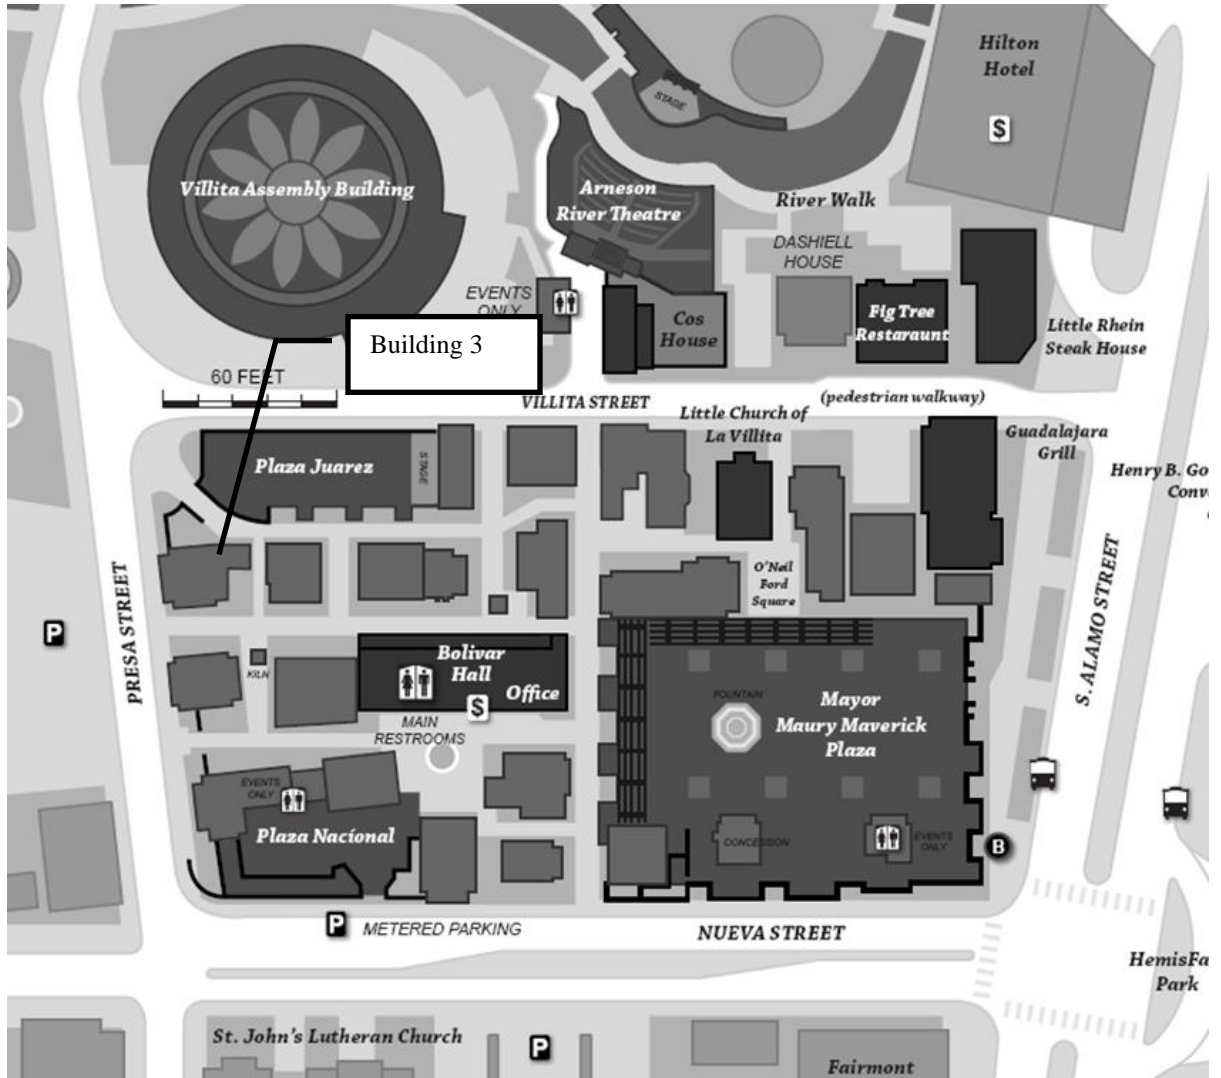 Hilton
Hotel
$
STAGE
Villita Assembly Building
Arneson
River Theatre
River Walk
DASHIELL
HOUSE
EVENTS
ONLY
Cos
House
Fig Tree
Restaraunt
Little Rhein
Steak House
Building 3
60 FEET
VILLITA STREET
(pedestrian walkway)
Little Church of
La Villita
Guadalajara
Grill
Plaza Juarez
STAGE
Henry B. Go
Conv
O'Neil
Ford
Square
PRESA STREET
S. ALAMO STREET
P
Bolivar
Hall
Office
$
KILN
MAIN
RESTROOMS
FOUNTAIN
Mayor
Maury Maverick
Plaza
EVENTS
ONLY
Plaza Nacíonal
CONCESSION
EVENTS
ONLY
B
P
METERED PARKING
NUEVA STREET
HemisFa
Park
St. John's Lutheran Church
P
Fairmont